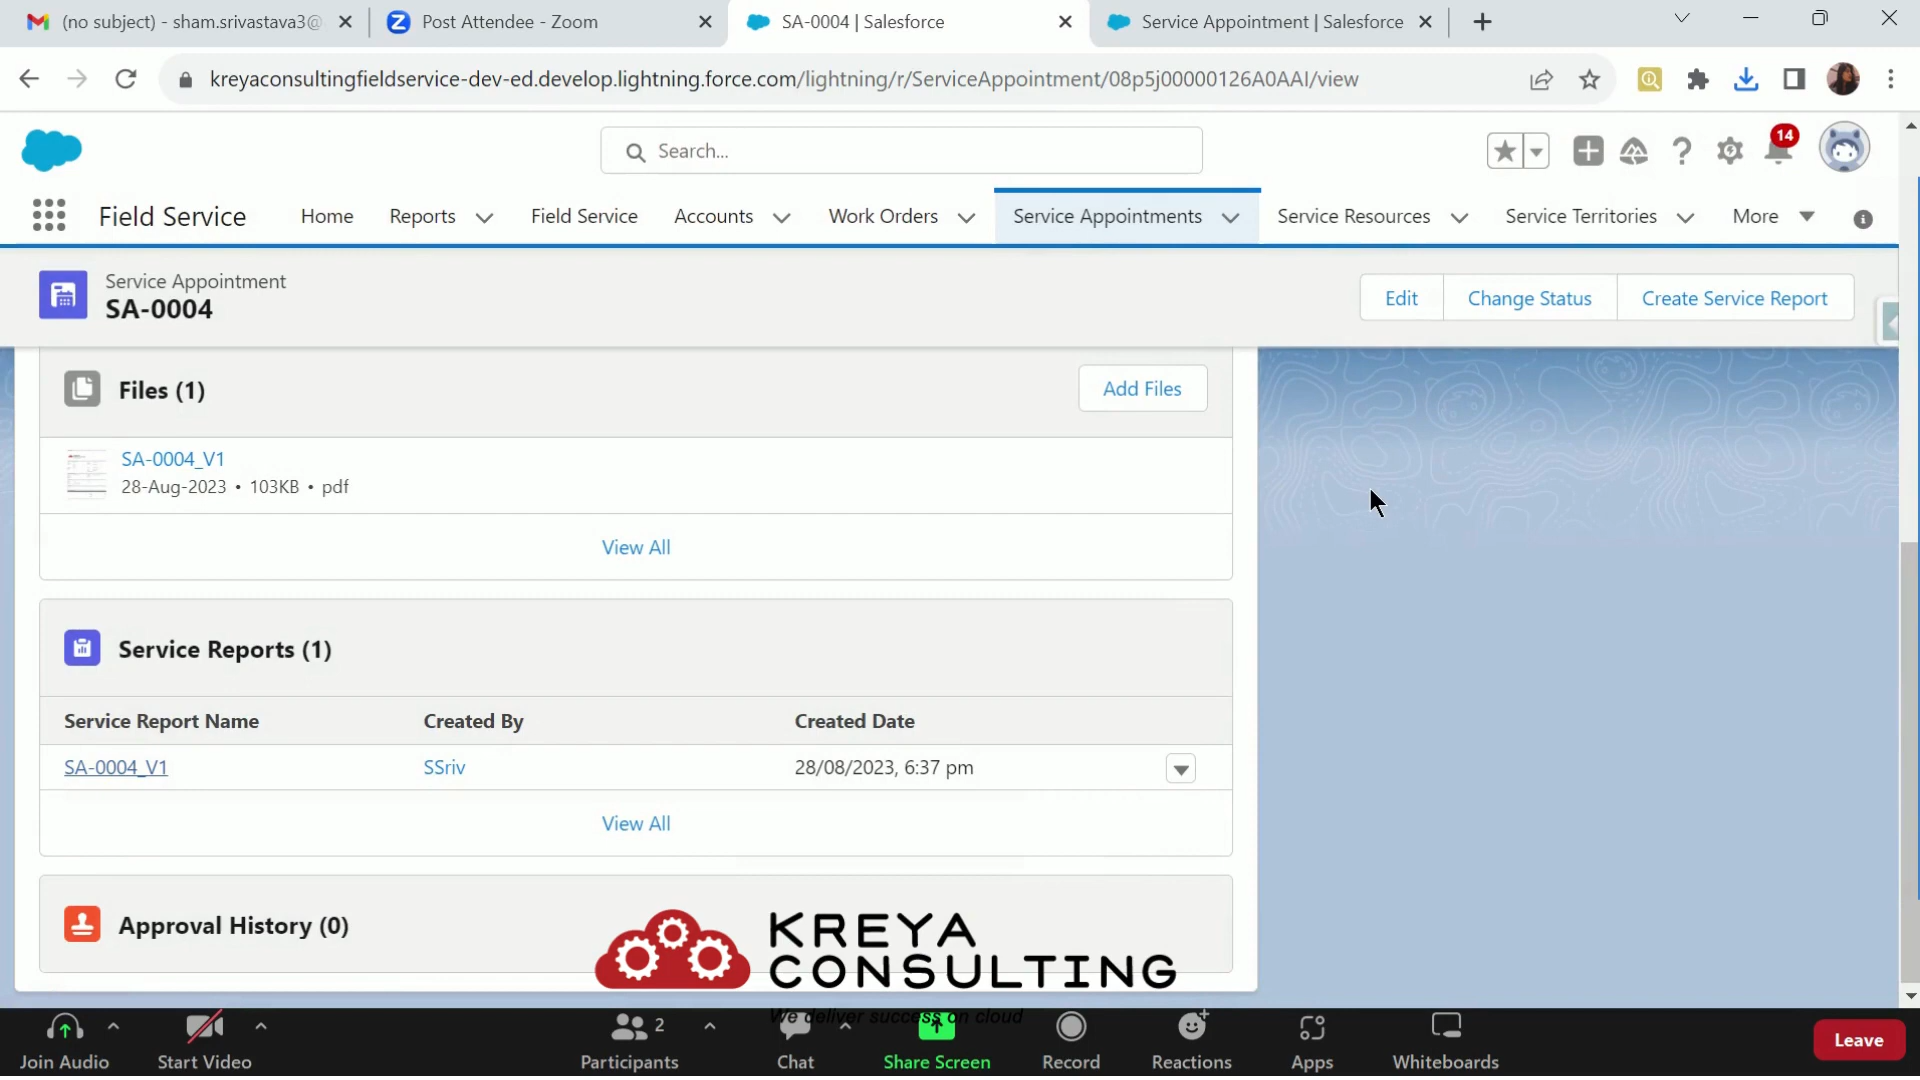 (no subject) - sham.srivastava3@
Post Attendee - Zoom
SA-0004 | Salesforce
Service Appointment | Salesforce
kreyaconsultingfieldservice-dev-ed.develop.lightning.force.com/lightning/r/ServiceAppointment/08p5j00000126A0AAI/view
Search...
14
Field Service
Home
Reports
Field Service
Accounts
Work Orders
Service Appointments
Service Resources
Service Territories
More
Service Appointment
SA-0004
Edit
Change Status
Create Service Report
Files (1)
Add Files
SA-0004_V1
28-Aug-2023 • 103KB • pdf
View All
Service Reports (1)
Service Report Name
Created By
Created Date
SA-0004_V1
SSriv
28/08/2023, 6:37 pm
View All
Approval History (0)
KREYA
CONSULTING
We deliver success on cloud
2
Join Audio
Start Video
Participants
Chat
Share Screen
Record
Reactions
Apps
Whiteboards
Leave